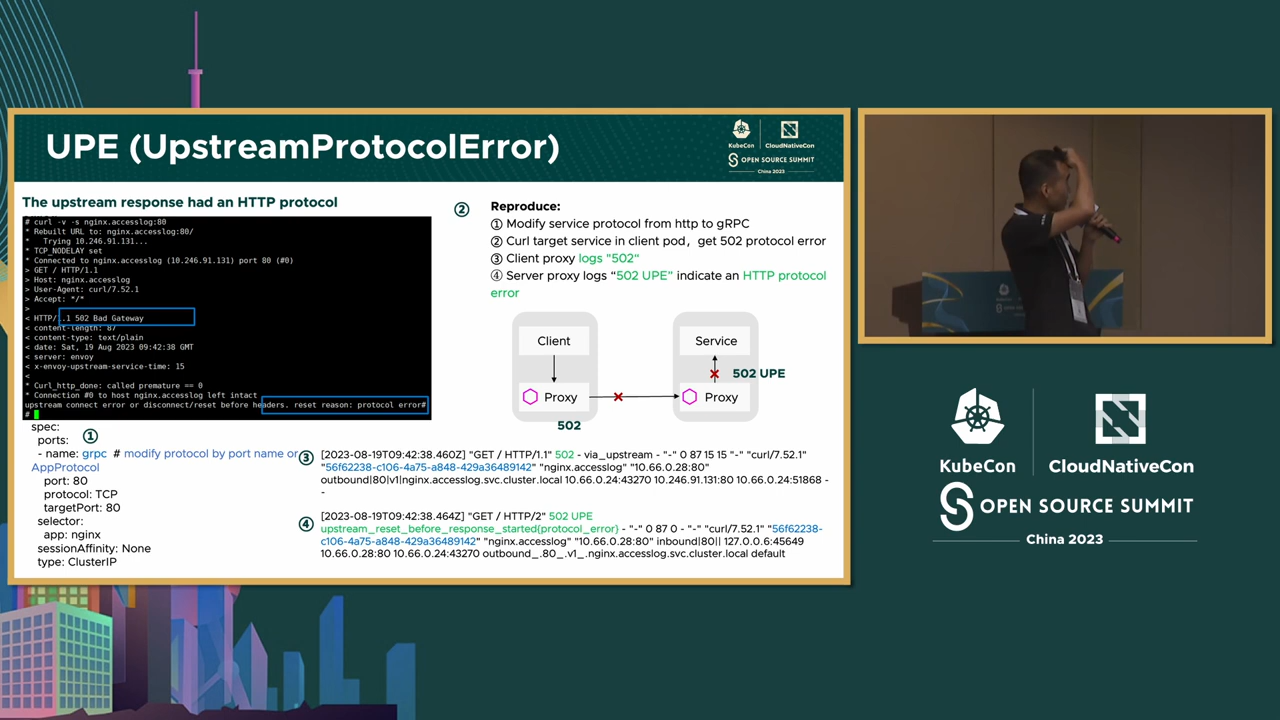 UPE (UpstreamProtocolError)
KubeCon
CloudNativeCon
OPEN SOURCE SUMMIT
China 2023
The upstream response had an HTTP protocol
# curl -v -s nginx.accesslog:80
* Rebuilt URL to: nginx.accesslog:80/
* Trying 10.246.91.131...
* TCP_NODELAY set
* Connected to nginx.accesslog (10.246.91.131) port 80 (#0)
> GET / HTTP/1.1
> Host: nginx.accesslog
> User-Agent: curl/7.52.1
> Accept: "*/"
>
< HTTP/1.1 502 Bad Gateway
< content-length: 87
< content-type: text/plain
< date: Sat, 19 Aug 2023 09:42:38 GMT
< server: envoy
< x-envoy-upstream-service-time: 15
<
* Curl_http_done: called premature == 0
* Connection #0 to host nginx.accesslog left intact
upstream connect error or disconnect/reset before headers. reset reason: protocol error#
#
spec:
ports: ①
- name: grpc # modify protocol by port name or
AppProtocol
port: 80
protocol: TCP
targetPort: 80
selector:
app: nginx
sessionAffinity: None
type: ClusterIP
② Reproduce:
① Modify service protocol from http to gRPC
② Curl target service in client pod，get 502 protocol error
③ Client proxy logs "502"
④ Server proxy logs “502 UPE” indicate an HTTP protocol
error
Client
Service
502 UPE
Proxy
Proxy
502
③ [2023-08-19T09:42:38.460Z] "GET / HTTP/1.1" 502 - via_upstream - "-" 0 87 15 15 "-" "curl/7.52.1"
"56f62238-c106-4a75-a848-429a36489142" "nginx.accesslog" "10.66.0.28:80"
outbound|80|v1|nginx.accesslog.svc.cluster.local 10.66.0.24:43270 10.246.91.131:80 10.66.0.24:51868 -
-
④ [2023-08-19T09:42:38.464Z] "GET / HTTP/2" 502 UPE
upstream_reset_before_response_started{protocol_error} - "-" 0 87 0 - "-" "curl/7.52.1" "56f62238-
c106-4a75-a848-429a36489142" "nginx.accesslog" "10.66.0.28:80" inbound|80|| 127.0.0.6:45649
10.66.0.28:80 10.66.0.24:43270 outbound_.80_.v1_.nginx.accesslog.svc.cluster.local default
KubeCon
CloudNativeCon
OPEN SOURCE SUMMIT
China 2023